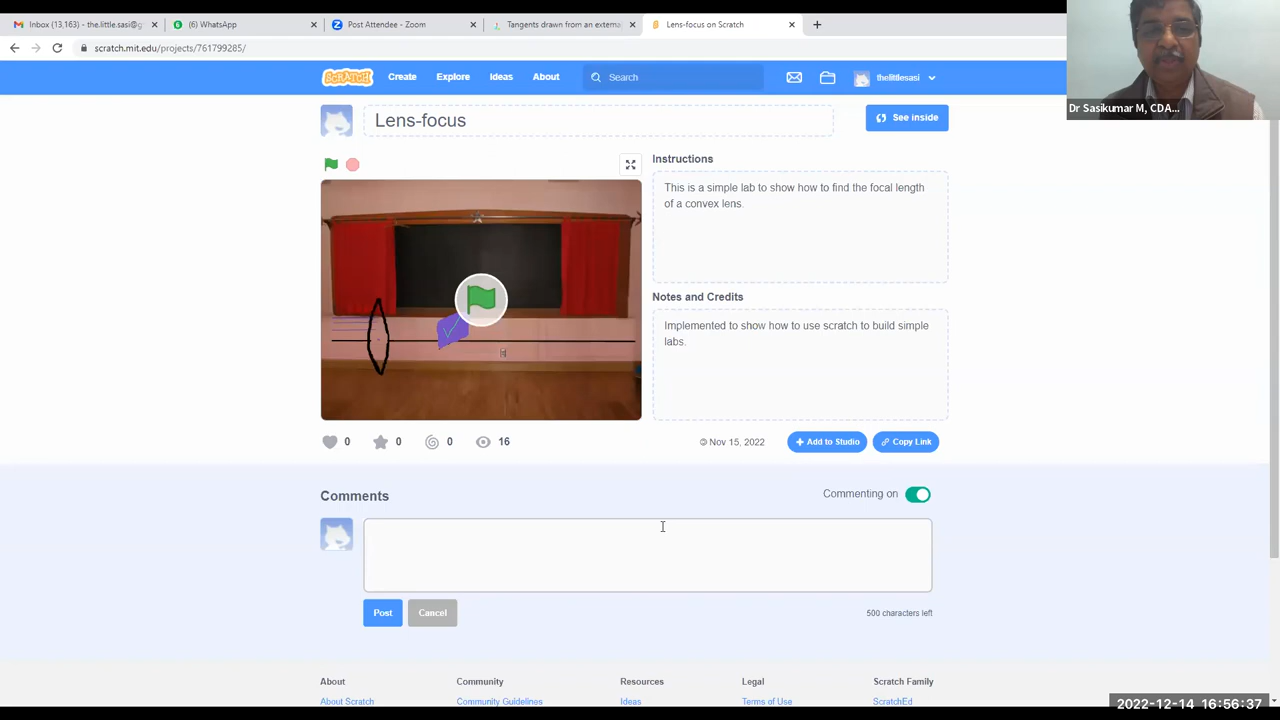 Inbox (13,163) - the.little.sasi@g
(6) WhatsApp
Post Attendee - Zoom
Tangents drawn from an externa
Lens-focus on Scratch
scratch.mit.edu/projects/761799285/
SCRATCH
Create
Explore
Ideas
About
Search
thelittlesasi
Dr Sasikumar M, CDA...
Lens-focus
See inside
Instructions
This is a simple lab to show how to find the focal length
of a convex lens.
Notes and Credits
Implemented to show how to use scratch to build simple
labs.
0
0
0
16
© Nov 15, 2022
Add to Studio
Copy Link
Comments
Commenting on
Post
Cancel
500 characters left
About
Community
Resources
Legal
Scratch Family
About Scratch
Community Guidelines
Ideas
Terms of Use
ScratchEd
2022-12-14 16:56:37